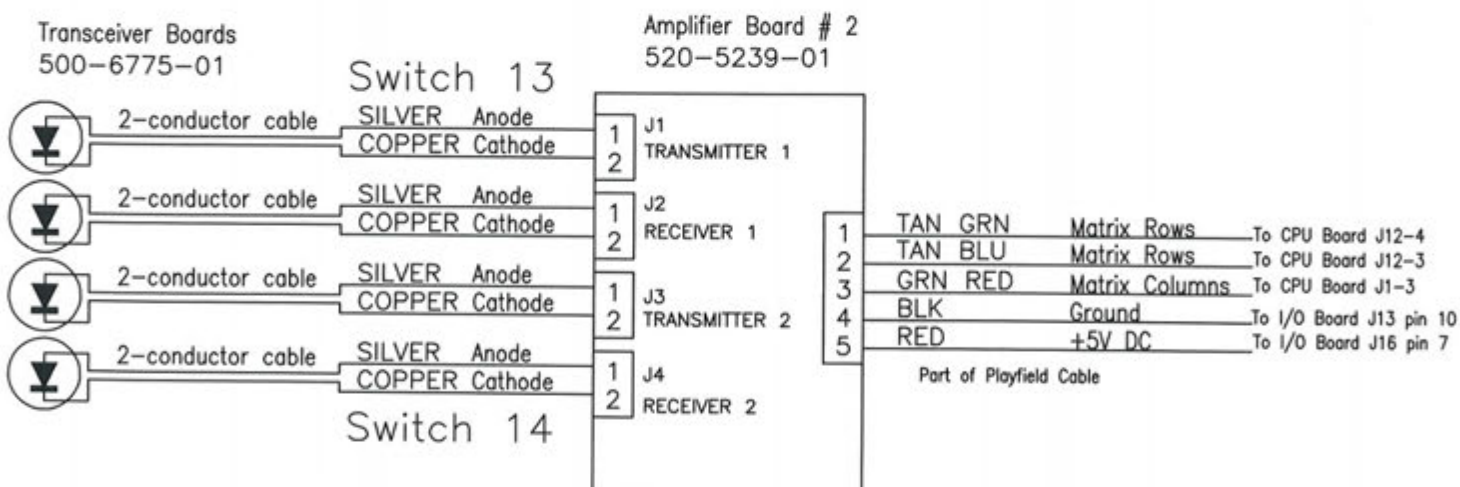 Transceiver Boards
500-6775-01
Amplifier Board # 2
520-5239-01
Switch 13
2-conductor cable SILVER Anode 1 J1
COPPER Cathode 2 TRANSMITTER 1
2-conductor cable SILVER Anode 1 J2
COPPER Cathode 2 RECEIVER 1
2-conductor cable SILVER Anode 1 J3
COPPER Cathode 2 TRANSMITTER 2
2-conductor cable SILVER Anode 1 J4
COPPER Cathode 2 RECEIVER 2
Switch 14
1 TAN GRN Matrix Rows To CPU Board J12-4
2 TAN BLU Matrix Rows To CPU Board J12-3
3 GRN RED Matrix Columns To CPU Board J1-3
4 BLK Ground To I/O Board J13 pin 10
5 RED +5V DC To I/O Board J16 pin 7
Part of Playfield Cable